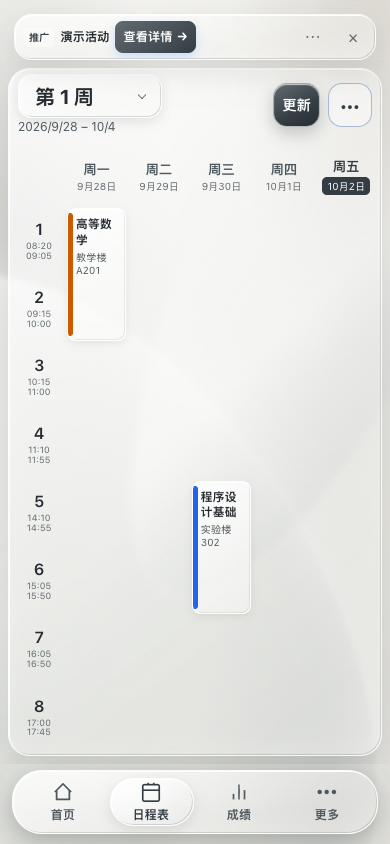 推广 演示活动 查看详情 → ··· ×
第 1 周
更新 •••
2026/9/28 – 10/4
周一 周二 周三 周四 周五
9月28日 9月29日 9月30日 10月1日 10月2日
1
08:20
09:05
高等数
学
教学楼
A201
2
09:15
10:00
3
10:15
11:00
4
11:10
11:55
5
14:10
14:55
程序设
计基础
实验楼
302
6
15:05
15:50
7
16:05
16:50
8
17:00
17:45
首页 日程表 成绩 更多